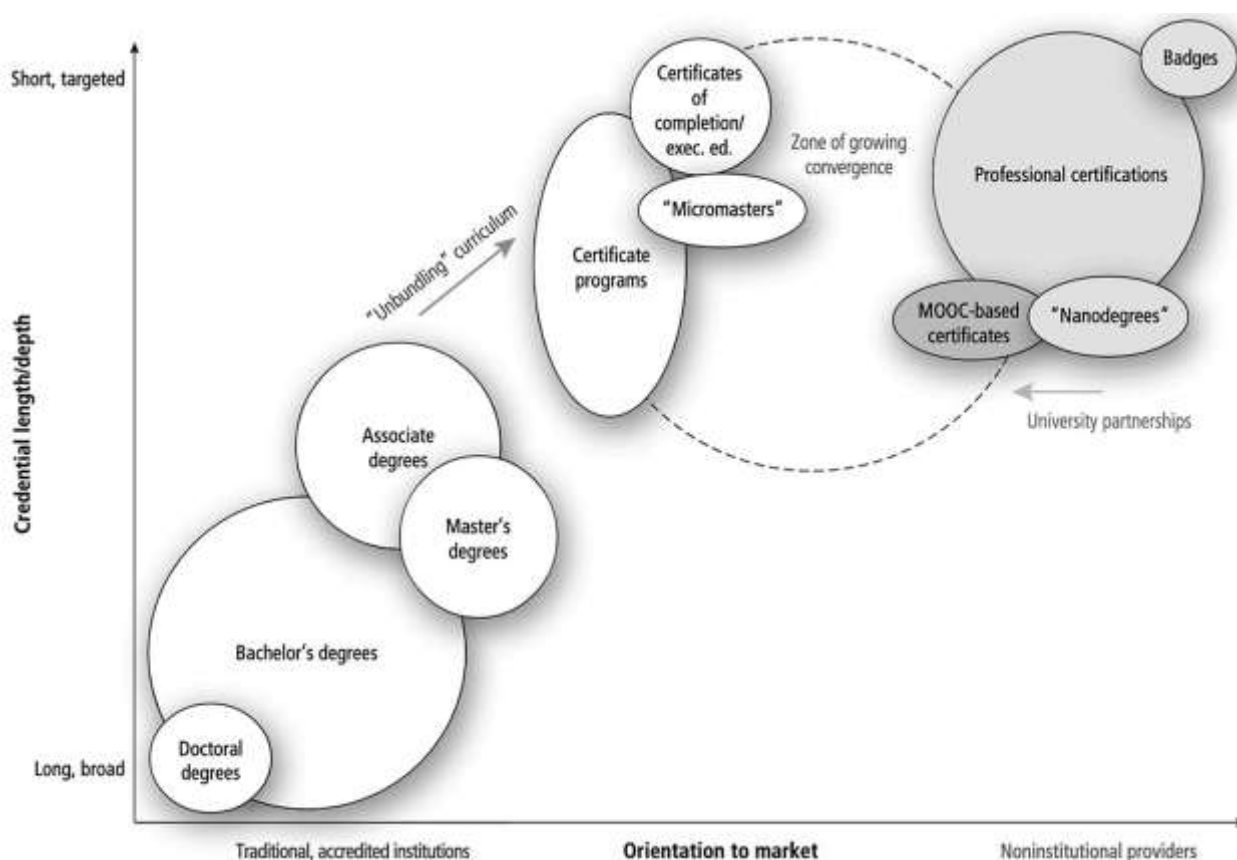 Short, targeted
Credential length/depth
Long, broad
Certificates
of
completion/
exec. ed.
"Micromasters"
Certificate
programs
"Unbundling" curriculum
Zone of growing
convergence
Badges
Professional certifications
MOOC-based
certificates
"Nanodegrees"
University partnerships
Associate
degrees
Master's
degrees
Bachelor's degrees
Doctoral
degrees
Traditional, accredited institutions
Orientation to market
Noninstitutional providers